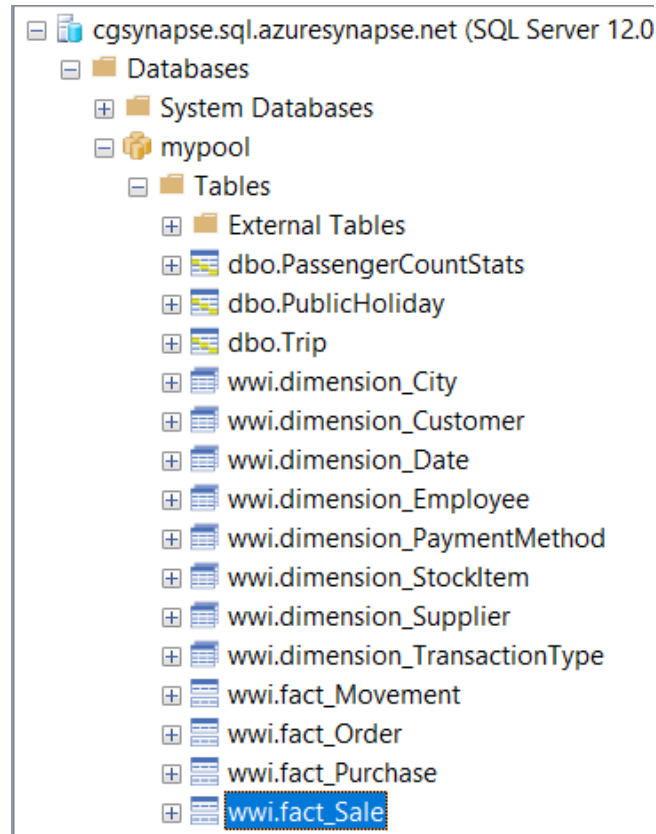 cgsynapse.sql.azuresynapse.net (SQL Server 12.0
Databases
System Databases
mypool
Tables
External Tables
dbo.PassengerCountStats
dbo.PublicHoliday
dbo.Trip
wwi.dimension_City
wwi.dimension_Customer
wwi.dimension_Date
wwi.dimension_Employee
wwi.dimension_PaymentMethod
wwi.dimension_StockItem
wwi.dimension_Supplier
wwi.dimension_TransactionType
wwi.fact_Movement
wwi.fact_Order
wwi.fact_Purchase
wwi.fact_Sale